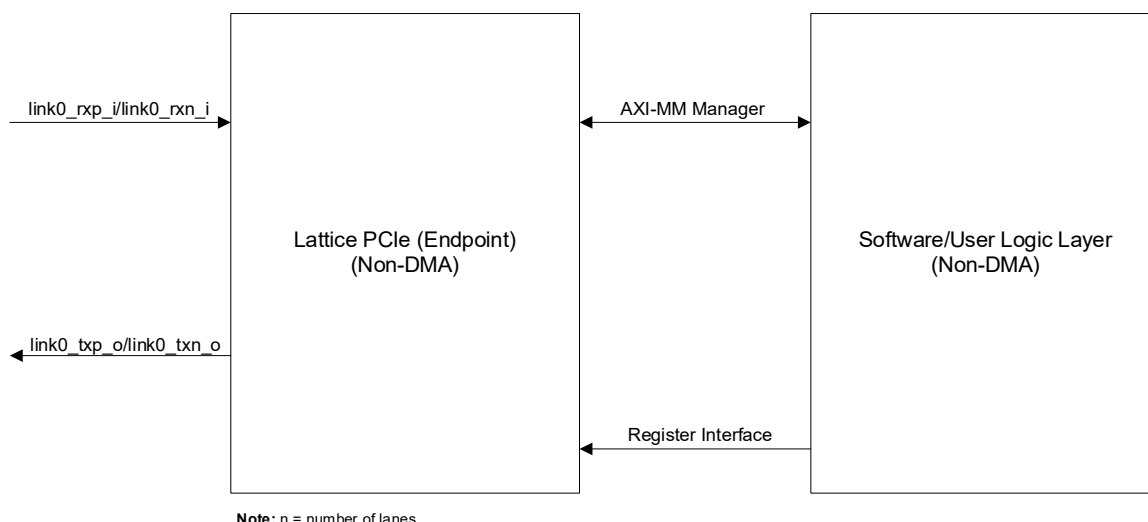 link0_rxp_i/link0_rxn_i
AXI-MM Manager
Lattice PCIe (Endpoint)
(Non-DMA)
Software/User Logic Layer
(Non-DMA)
link0_txp_o/link0_txn_o
Register Interface
Note: n = number of lanes